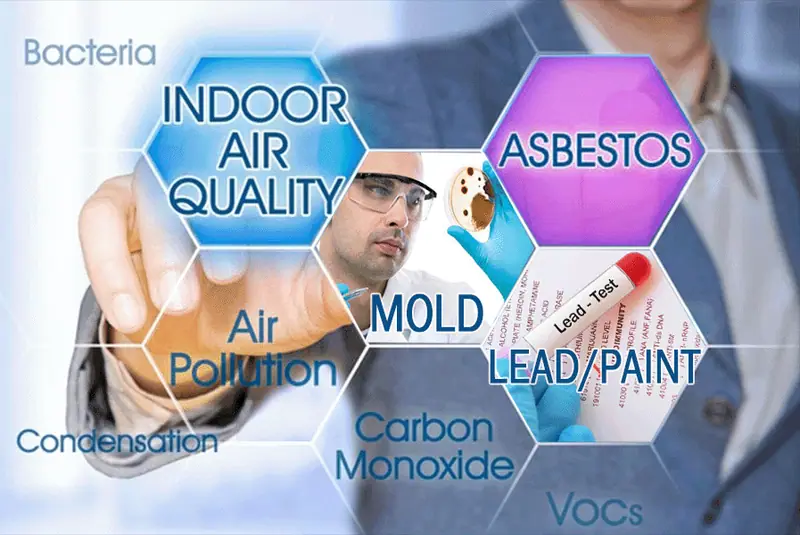 Bacteria
INDOOR
AIR
QUALITY
ASBESTOS
MOLD
Lead - Test
LEAD/PAINT
Air
Pollution
Condensation
Carbon
Monoxide
VOCs